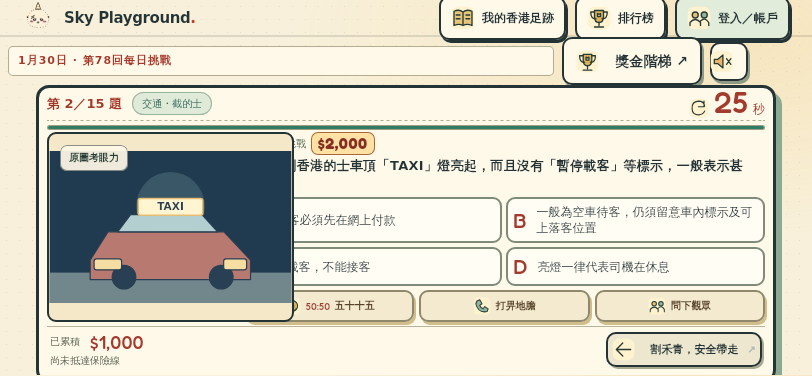 Sky Playground.
我的香港足跡
排行榜
登入／帳戶
1月30日・第78回每日挑戰
獎金階梯 ↗
第 2／15 題
交通・截的士
25 秒
原圖考眼力
戰 $2,000
香港的士車頂「TAXI」燈亮起，而且沒有「暫停載客」等標示，一般表示甚
TAXI
客必須先在網上付款
B 一般為空車待客，仍須留意車內標示及可
上落客位置
載客，不能接客
D 亮燈一律代表司機在休息
50:50 五十十五
打畀地膽
問下觀眾
已累積 $1,000
尚未抵達保險線
割禾青，安全帶走 ↗